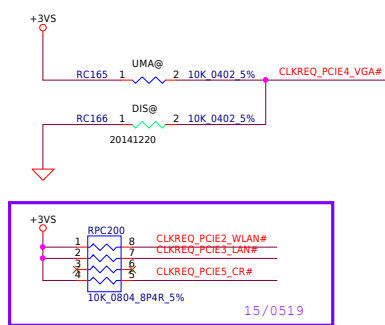 +3VS
UMA@
RC165 1 2 10K_0402_5% CLKREQ_PCIE4_VGA#
DIS@
RC166 1 2 10K_0402_5%
20141220
+3VS
RPC200
1 8 CLKREQ_PCIE2_WLAN#
2 7 CLKREQ_PCIE3_LAN#
3 6
4 5 CLKREQ_PCIE5_CR#
10K_0804_8P4R_5%
15/0519